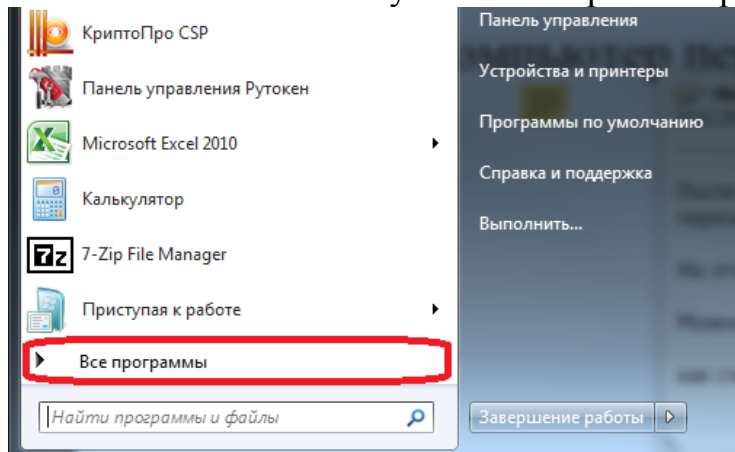 КриптоПро CSP
Панель управления Рутокен
Microsoft Excel 2010
Калькулятор
7z 7-Zip File Manager
Приступая к работе
Все программы
Найти программы и файлы
Панель управления
Устройства и принтеры
Программы по умолчанию
Справка и поддержка
Выполнить...
Завершение работы